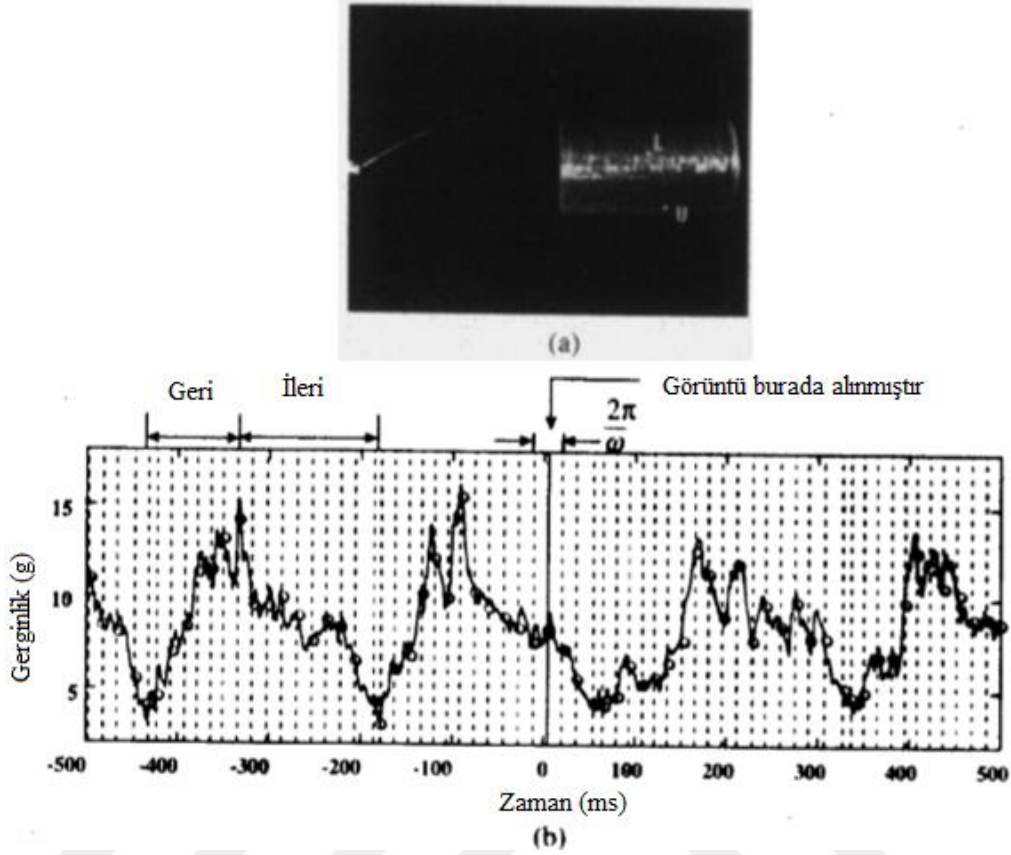 L
U
(a)
Geri İleri Görüntü burada alınmıştır
2π
ω
15
10
5
Gerginlik (g)
-500 -400 -300 -200 -100 0 100 200 300 400 500
Zaman (ms)
(b)